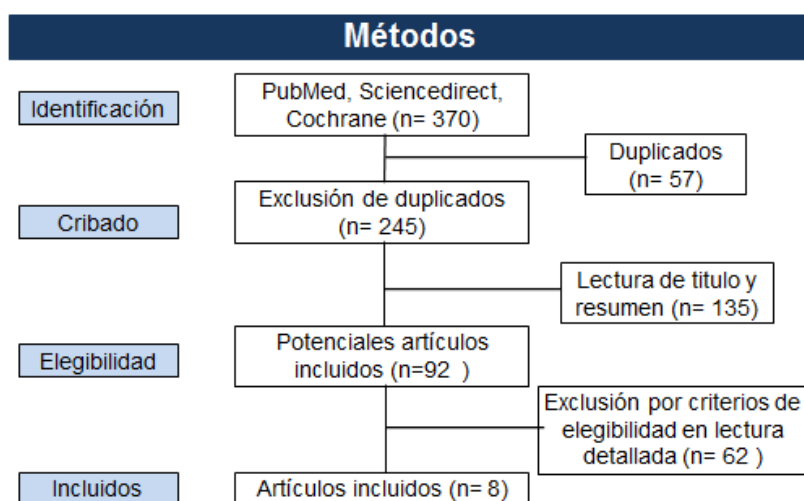 Métodos
Identificación
PubMed, Sciencedirect,
Cochrane (n= 370)
Duplicados
(n= 57)
Cribado
Exclusión de duplicados
(n= 245)
Lectura de titulo y
resumen (n= 135)
Elegibilidad
Potenciales artículos
incluidos (n=92 )
Exclusión por criterios de
elegibilidad en lectura
detallada (n= 62 )
Incluidos
Artículos incluidos (n= 8)